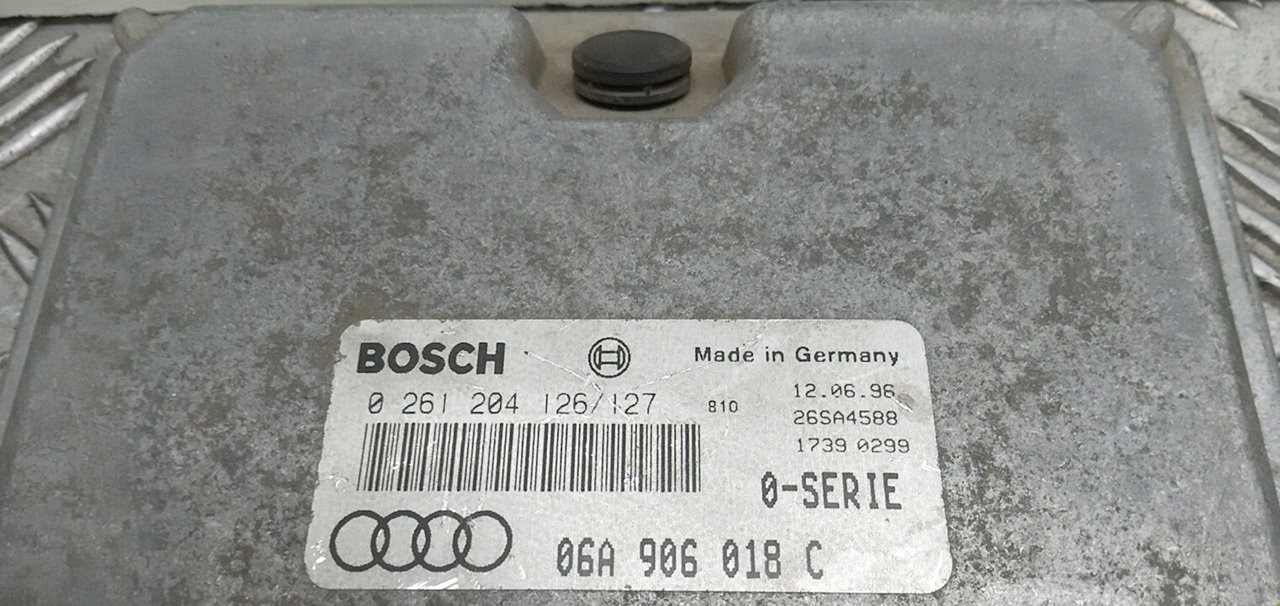 BOSCH Made in Germany
0 261 204 126/127 810 12.06.96
26SA4588
1739 0299
0-SERIE
06A 906 018 C